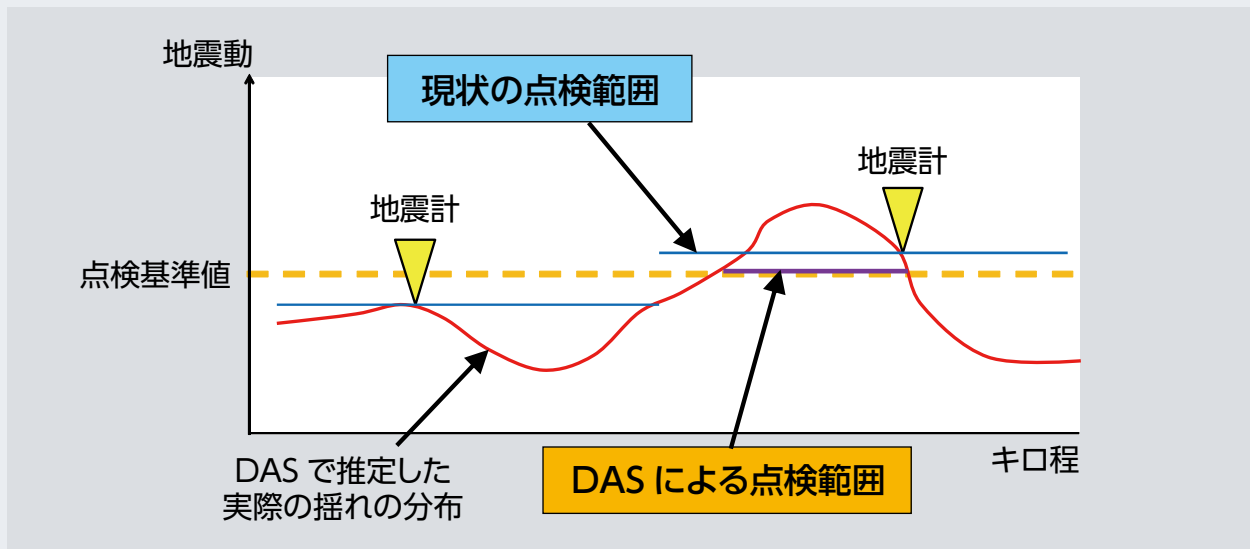 地震動
現状の点検範囲
地震計
地震計
点検基準値
DAS で推定した
実際の揺れの分布
DAS による点検範囲
キロ程